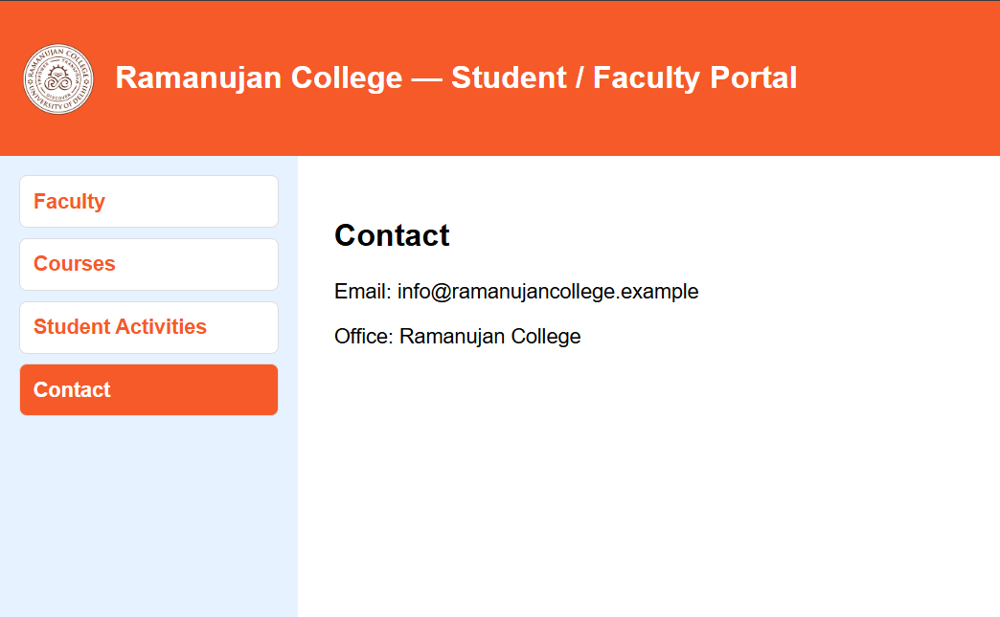 RAMANUJAN COLLEGE
UNIVERSITY OF DELHI
DISCOVER
Ramanujan College — Student / Faculty Portal
Faculty
Courses
Student Activities
Contact
Contact
Email: info@ramanujancollege.example
Office: Ramanujan College